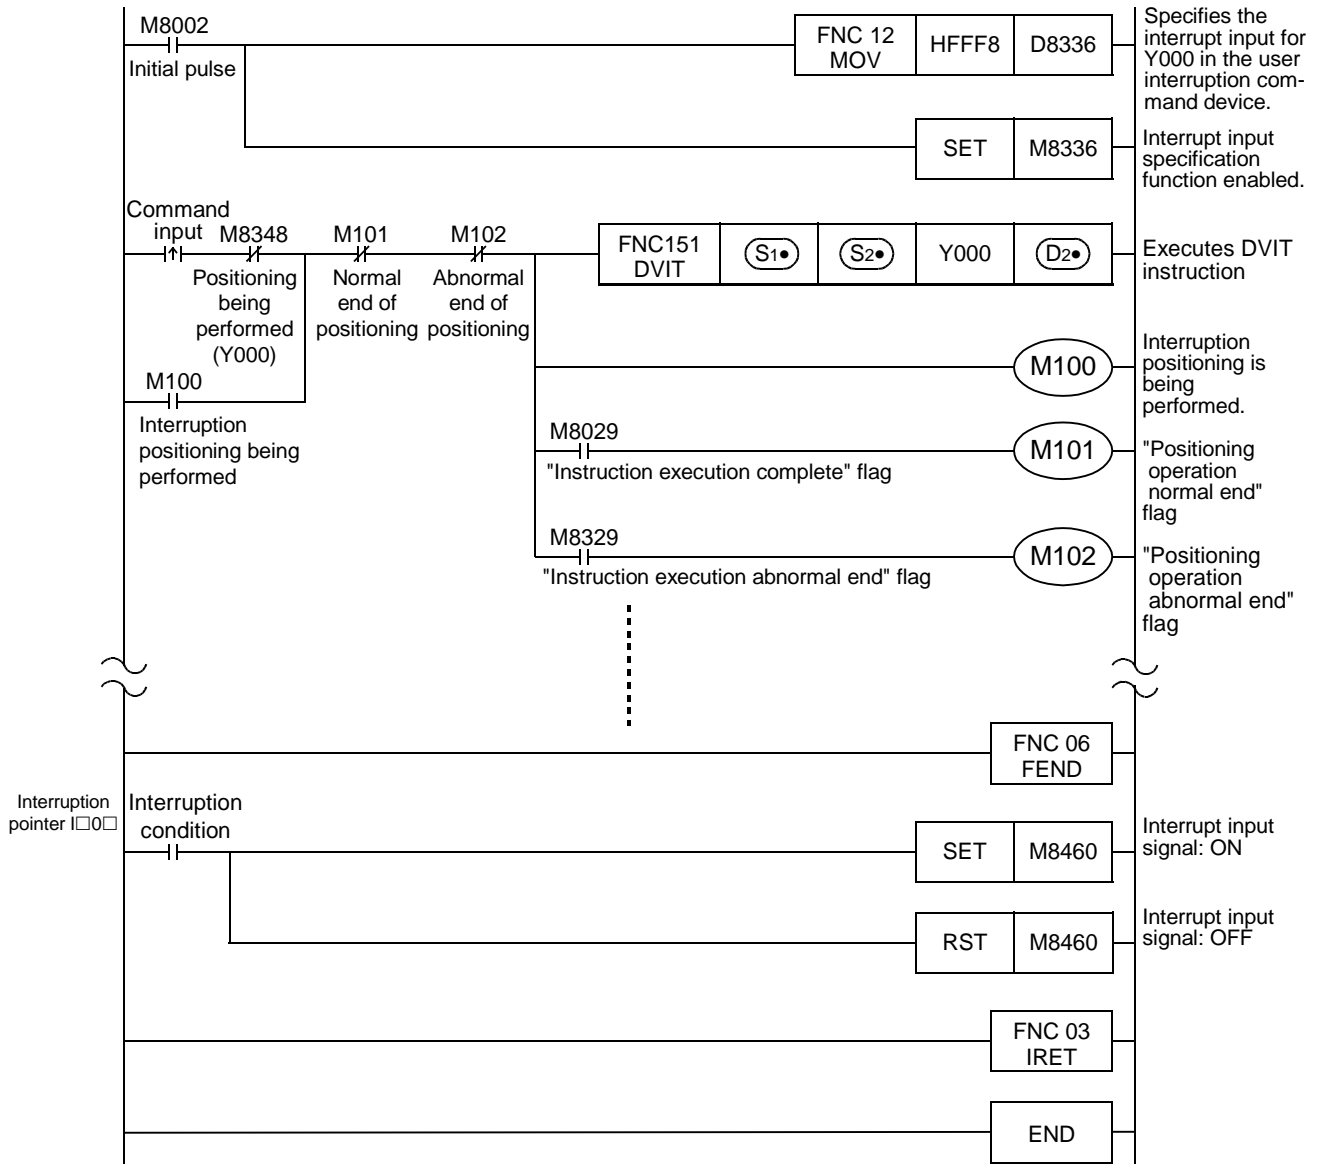 M8002
Initial pulse
FNC 12
MOV
HFFF8
D8336
Specifies the
interrupt input for
Y000 in the user
interruption com-
mand device.
SET
M8336
Interrupt input
specification
function enabled.
Command
input
M8348
M101
M102
Positioning
being
performed
(Y000)
Normal
end of
positioning
Abnormal
end of
positioning
FNC151
DVIT
S1•
S2•
Y000
D2•
Executes DVIT
instruction
M100
Interruption
positioning being
performed
M100
Interruption
positioning is
being
performed.
M8029
"Instruction execution complete" flag
M101
"Positioning
operation
normal end"
flag
M8329
"Instruction execution abnormal end" flag
M102
"Positioning
operation
abnormal end"
flag
FNC 06
FEND
Interruption
pointer I□0□
Interruption
condition
SET
M8460
Interrupt input
signal: ON
RST
M8460
Interrupt input
signal: OFF
FNC 03
IRET
END